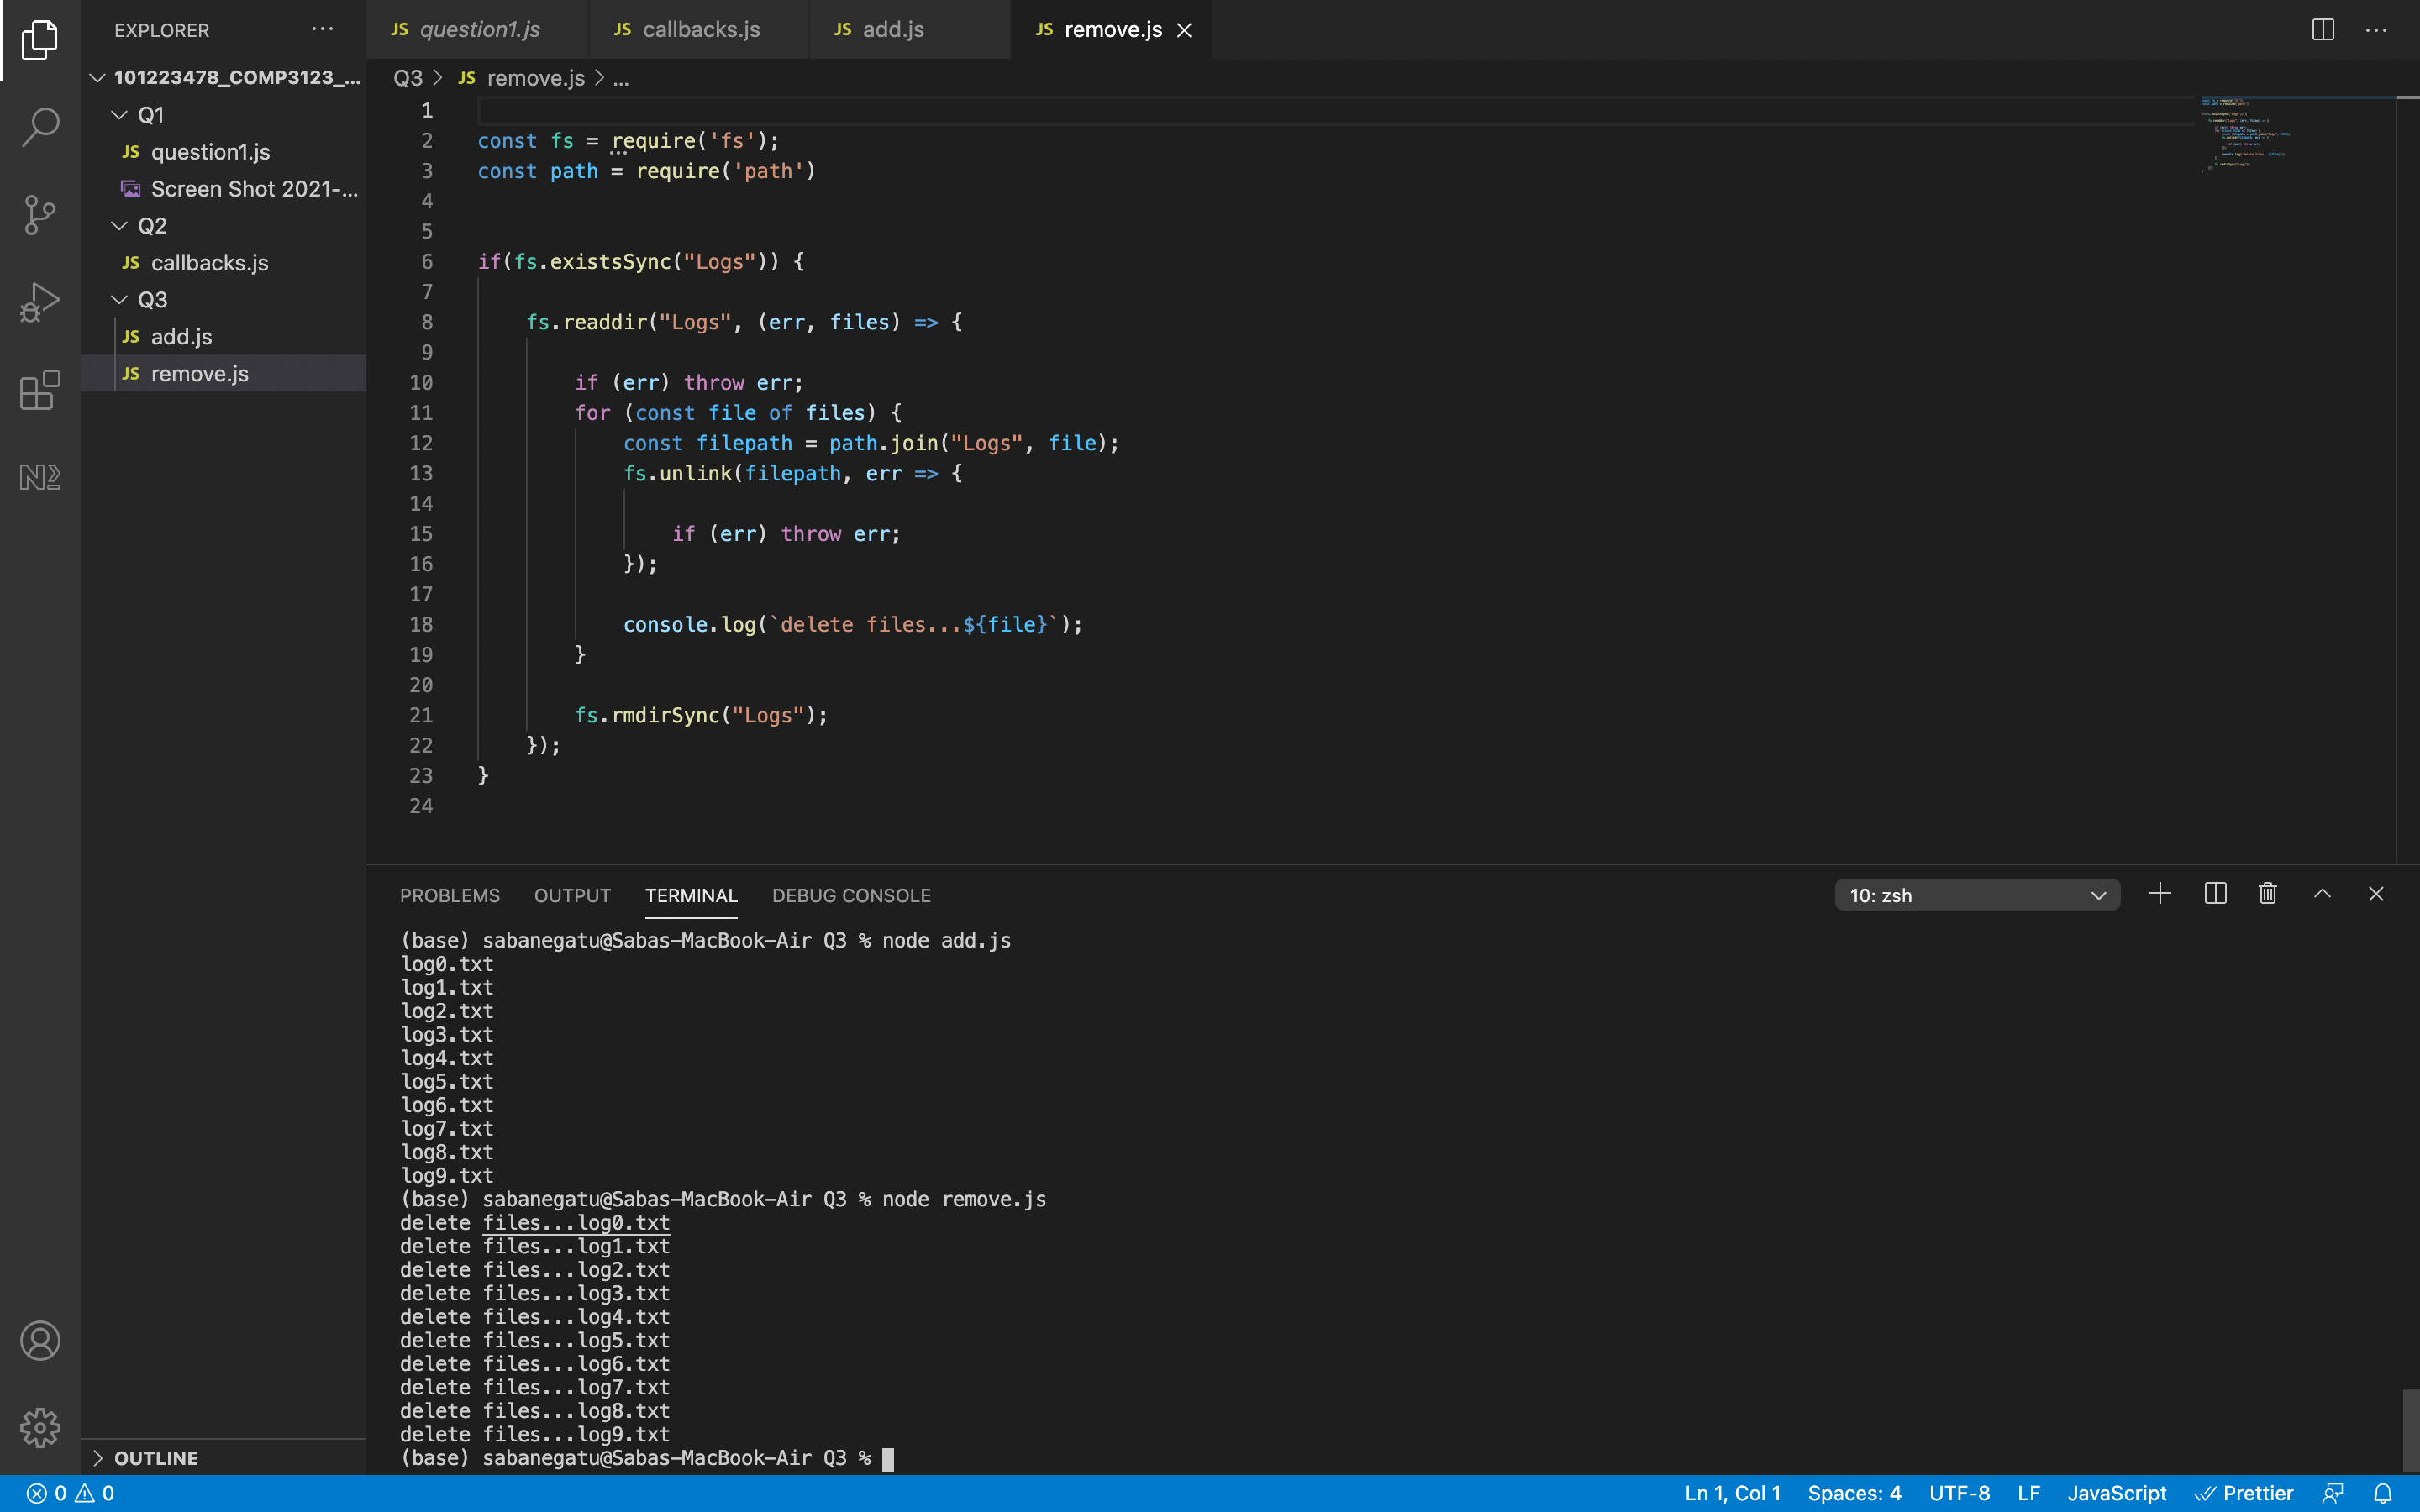 EXPLORER
101223478_COMP3123_...
Q1
JS question1.js
Screen Shot 2021-...
Q2
JS callbacks.js
Q3
JS add.js
JS remove.js
OUTLINE
JS question1.js
JS callbacks.js
JS add.js
JS remove.js
Q3 > JS remove.js > ...
1
2 const fs = require('fs');
3 const path = require('path')
4
5
6 if(fs.existsSync("Logs")) {
7
8 fs.readdir("Logs", (err, files) => {
9
10 if (err) throw err;
11 for (const file of files) {
12 const filepath = path.join("Logs", file);
13 fs.unlink(filepath, err => {
14
15 if (err) throw err;
16 });
17
18 console.log(`delete files...${file}`);
19 }
20
21 fs.rmdirSync("Logs");
22 });
23 }
24
PROBLEMS OUTPUT TERMINAL DEBUG CONSOLE
10: zsh
(base) sabanegatu@Sabas-MacBook-Air Q3 % node add.js
log0.txt
log1.txt
log2.txt
log3.txt
log4.txt
log5.txt
log6.txt
log7.txt
log8.txt
log9.txt
(base) sabanegatu@Sabas-MacBook-Air Q3 % node remove.js
delete files...log0.txt
delete files...log1.txt
delete files...log2.txt
delete files...log3.txt
delete files...log4.txt
delete files...log5.txt
delete files...log6.txt
delete files...log7.txt
delete files...log8.txt
delete files...log9.txt
(base) sabanegatu@Sabas-MacBook-Air Q3 %
0 0
Ln 1, Col 1 Spaces: 4 UTF-8 LF JavaScript Prettier